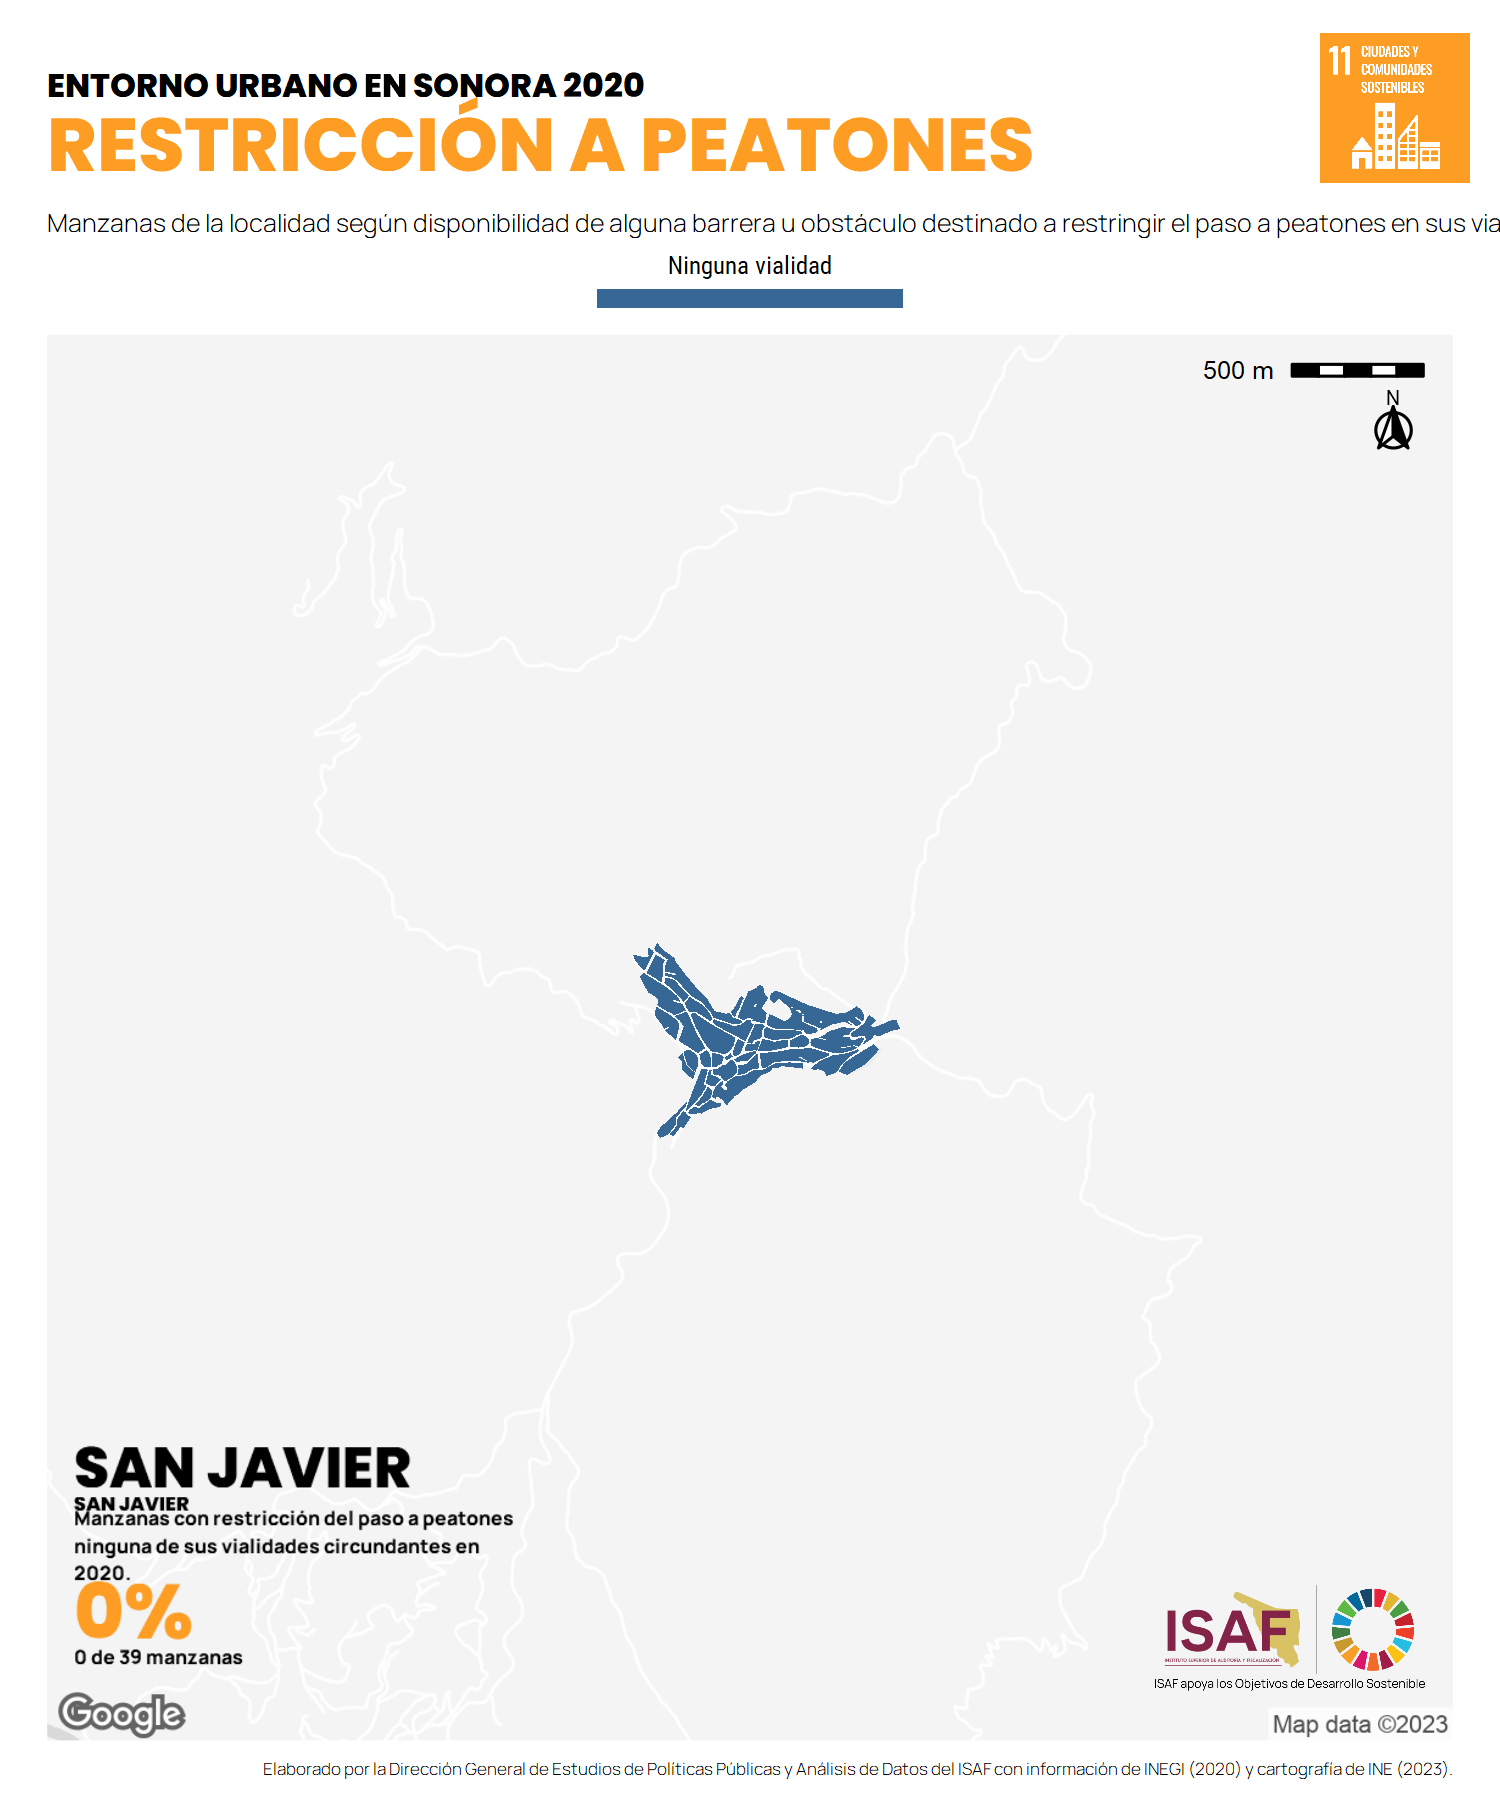 ENTORNO URBANO EN SONORA 2020
RESTRICCIÓN A PEATONES
11 CIUDADES Y
COMUNIDADES
SOSTENIBLES
Manzanas de la localidad según disponibilidad de alguna barrera u obstáculo destinado a restringir el paso a peatones en sus via
Ninguna vialidad
500 m
N
SAN JAVIER
SAN JAVIER
Manzanas con restricción del paso a peatones
ninguna de sus vialidades circundantes en
2020.
0%
0 de 39 manzanas
ISAF
INSTITUTO SUPERIOR DE AUDITORÍA Y FISCALIZACIÓN
ISAF apoya los Objetivos de Desarrollo Sostenible
Google
Map data ©2023
Elaborado por la Dirección General de Estudios de Políticas Públicas y Análisis de Datos del ISAF con información de INEGI (2020) y cartografía de INE (2023).